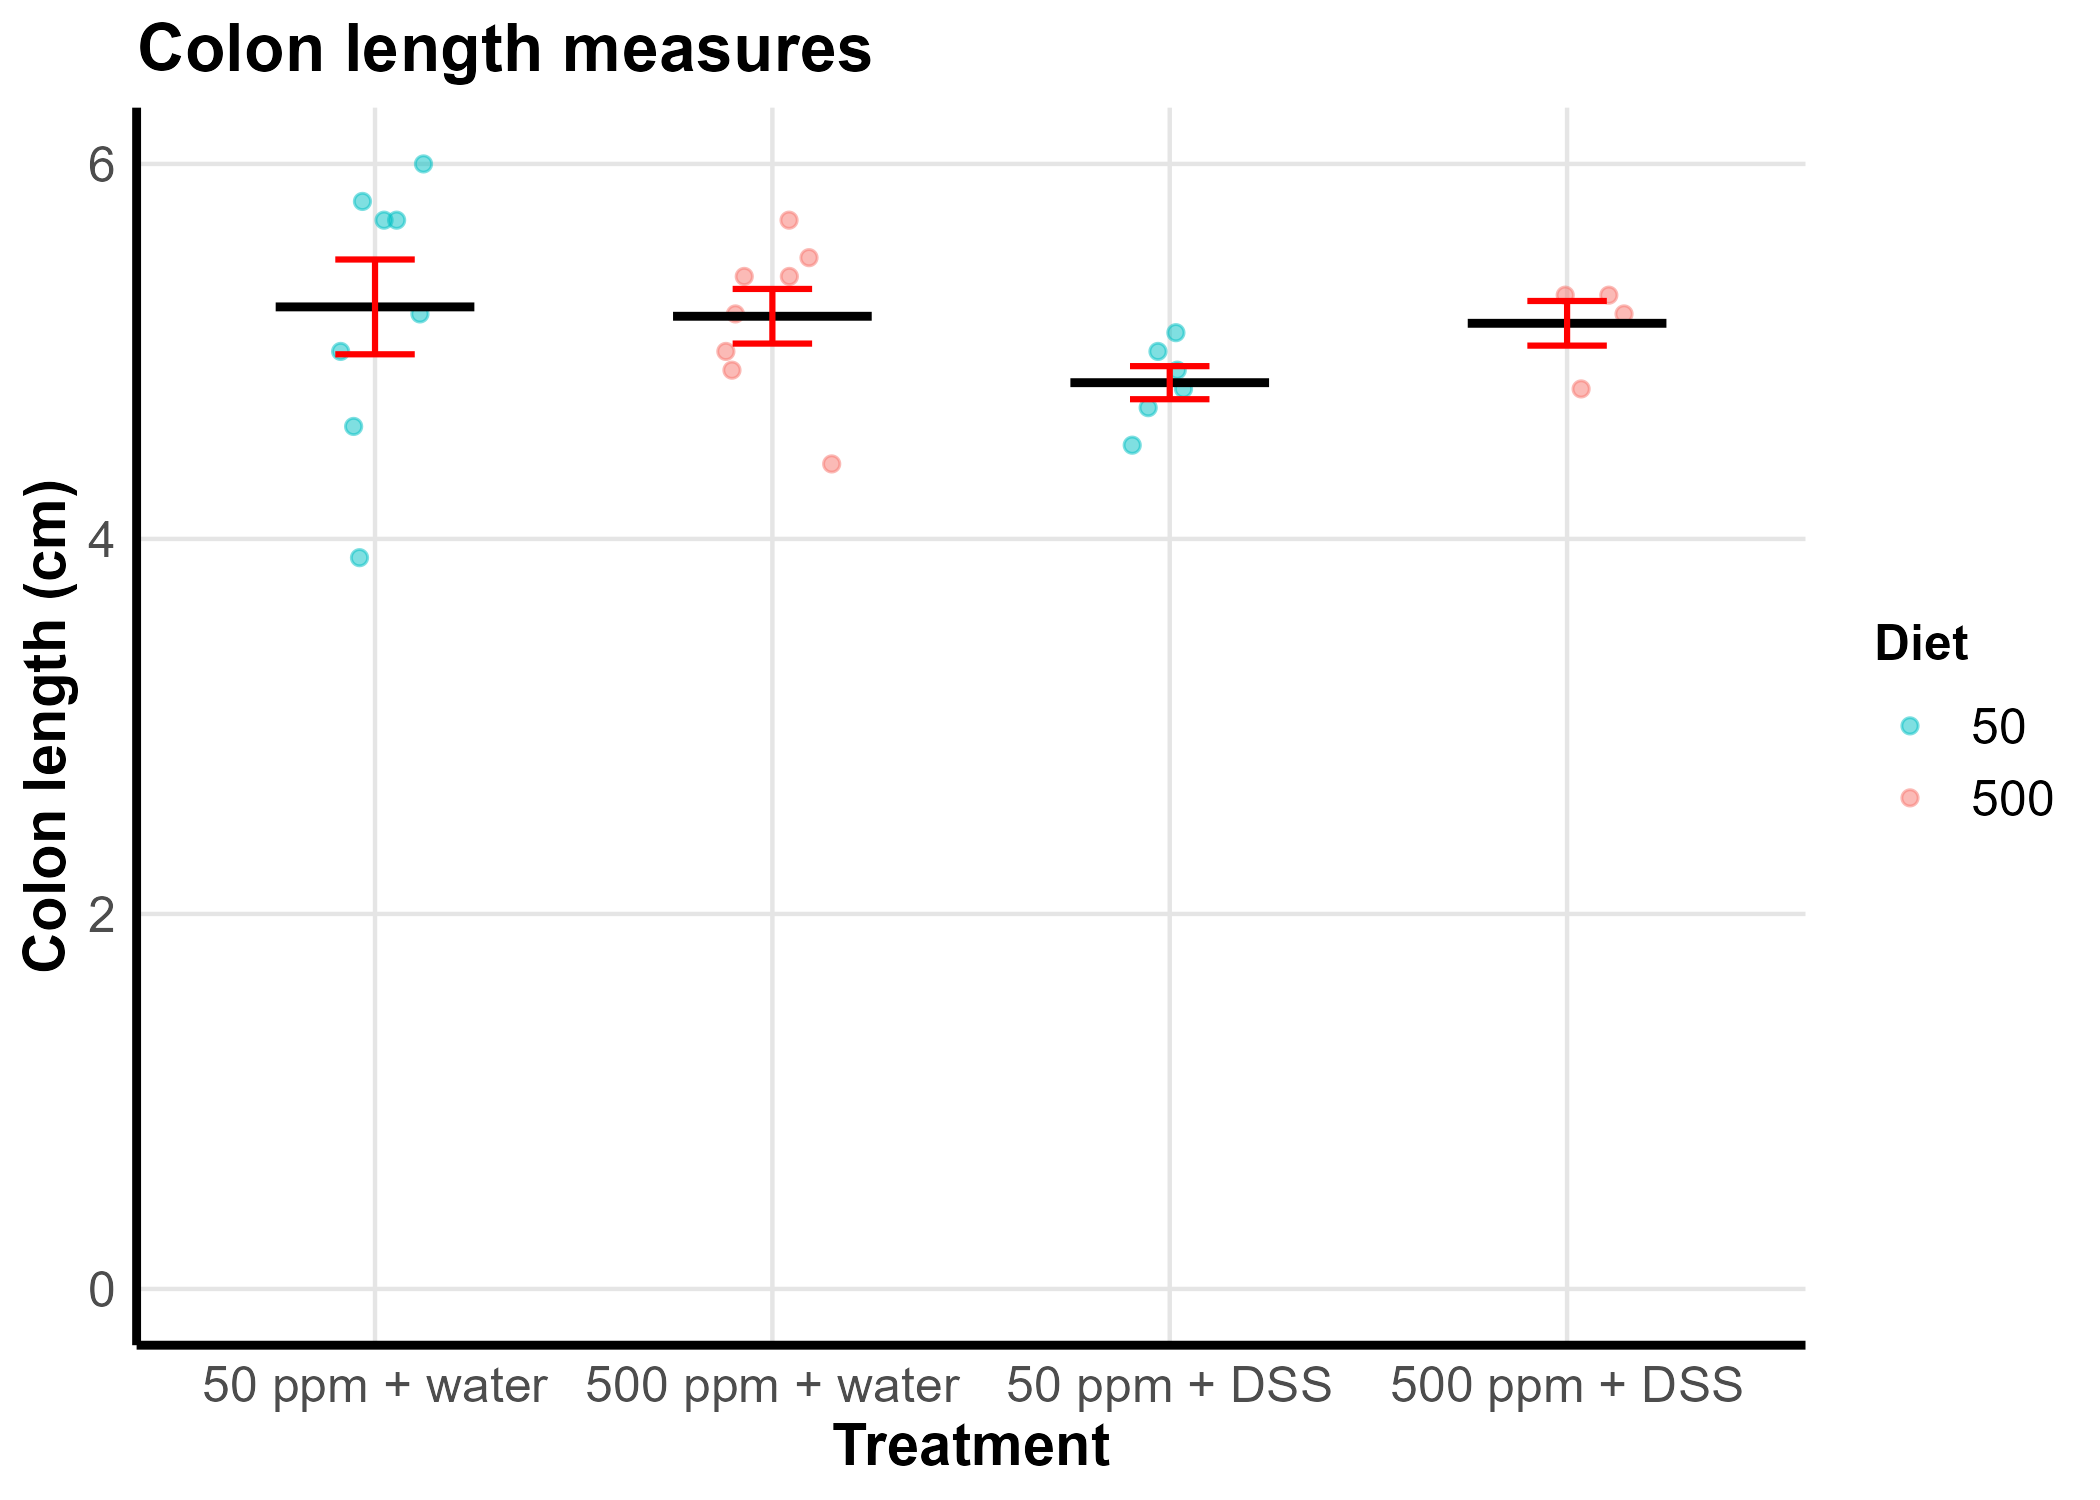 Colon length measures
6
4
2
0
Colon length (cm)
50 ppm + water
500 ppm + water
50 ppm + DSS
500 ppm + DSS
Treatment
Diet
50
500